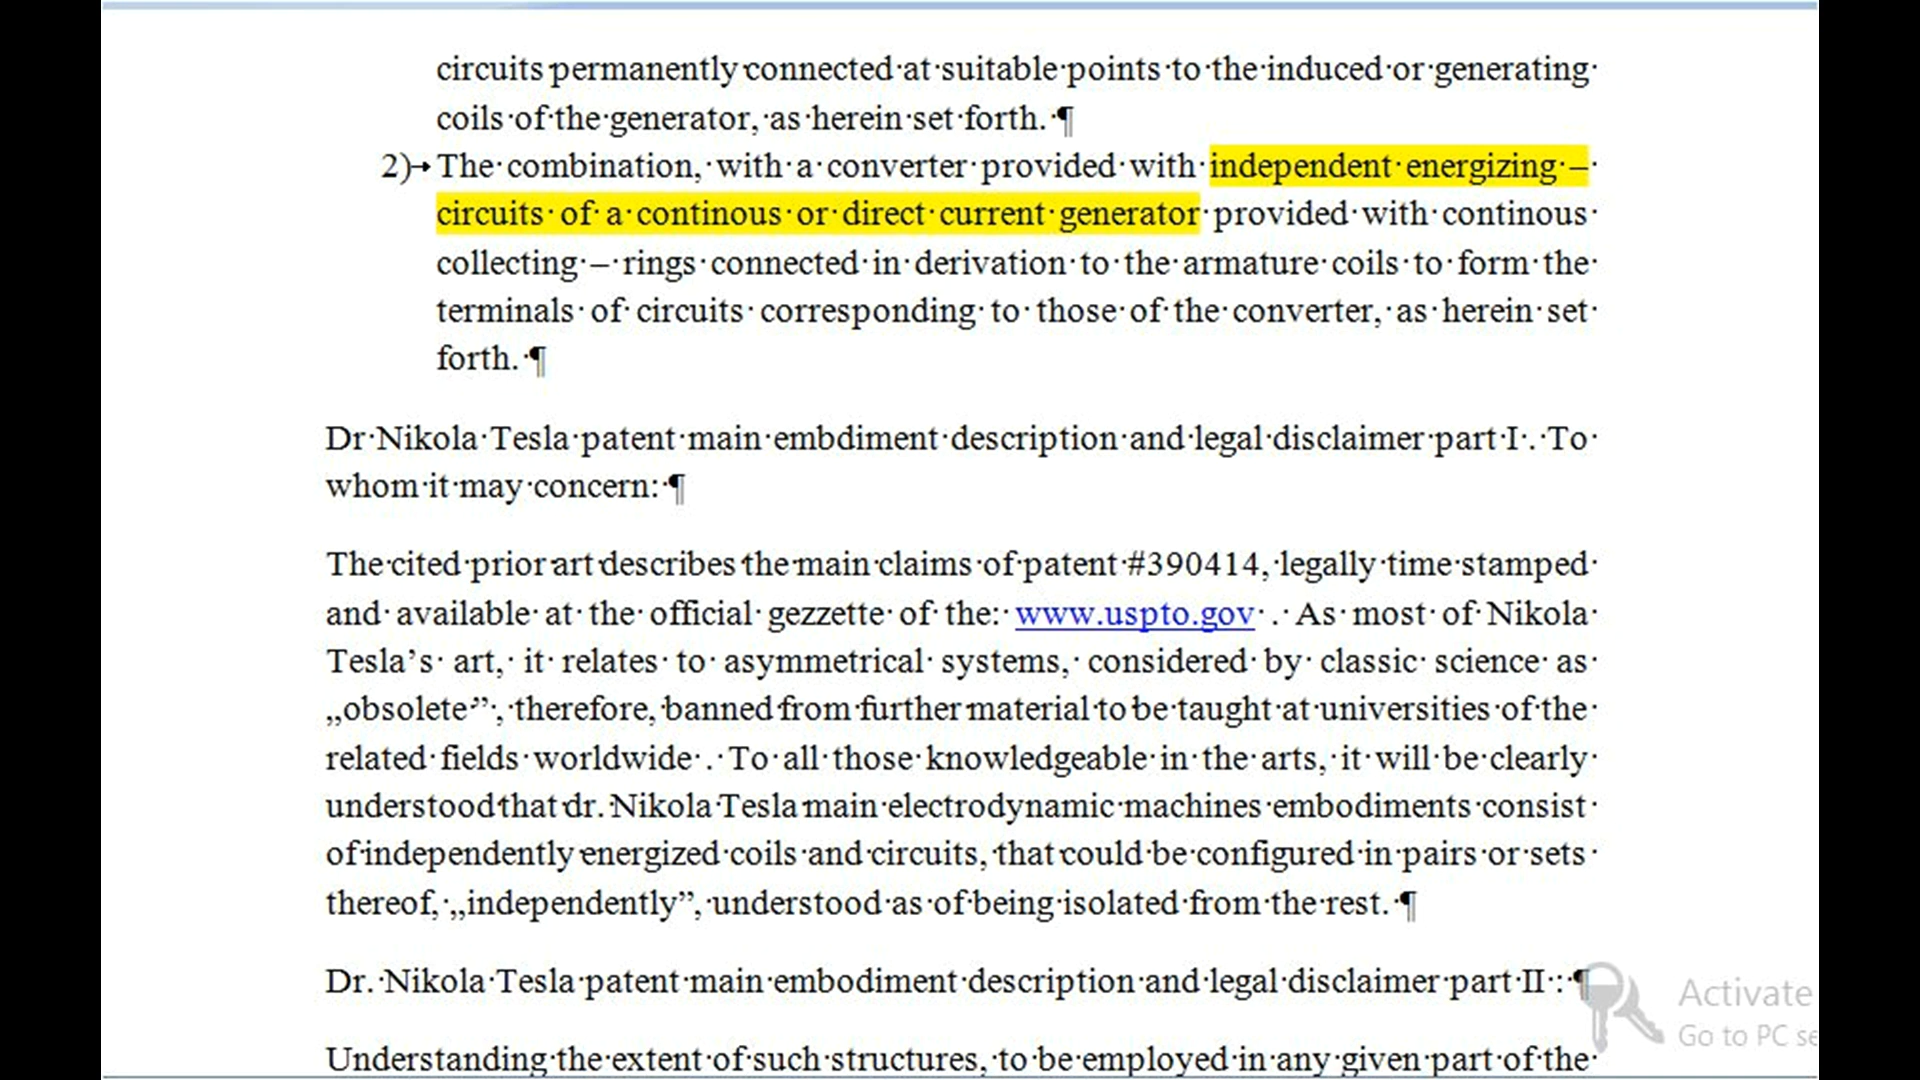 circuits permanently connected at suitable points to the induced or generating
coils of the generator, as herein set forth. ¶
2)→The combination, with a converter provided with independent energizing –
circuits of a continous or direct current generator provided with continous
collecting – rings connected in derivation to the armature coils to form the
terminals of circuits corresponding to those of the converter, as herein set
forth. ¶
Dr Nikola Tesla patent main embdiment description and legal disclaimer part I . To
whom it may concern: ¶
The cited prior art describes the main claims of patent #390414, legally time stamped
and available at the official gezzette of the: www.uspto.gov . As most of Nikola
Tesla’s art, it relates to asymmetrical systems, considered by classic science as
„obsolete ”, therefore, banned from further material to be taught at universities of the
related fields worldwide . To all those knowledgeable in the arts, it will be clearly
understood that dr. Nikola Tesla main electrodynamic machines embodiments consist
of independently energized coils and circuits, that could be configured in pairs or sets
thereof, „independently”, understood as of being isolated from the rest. ¶
Dr. Nikola Tesla patent main embodiment description and legal disclaimer part II : ¶
Activate
Go to PC se
Understanding the extent of such structures, to be employed in any given part of the